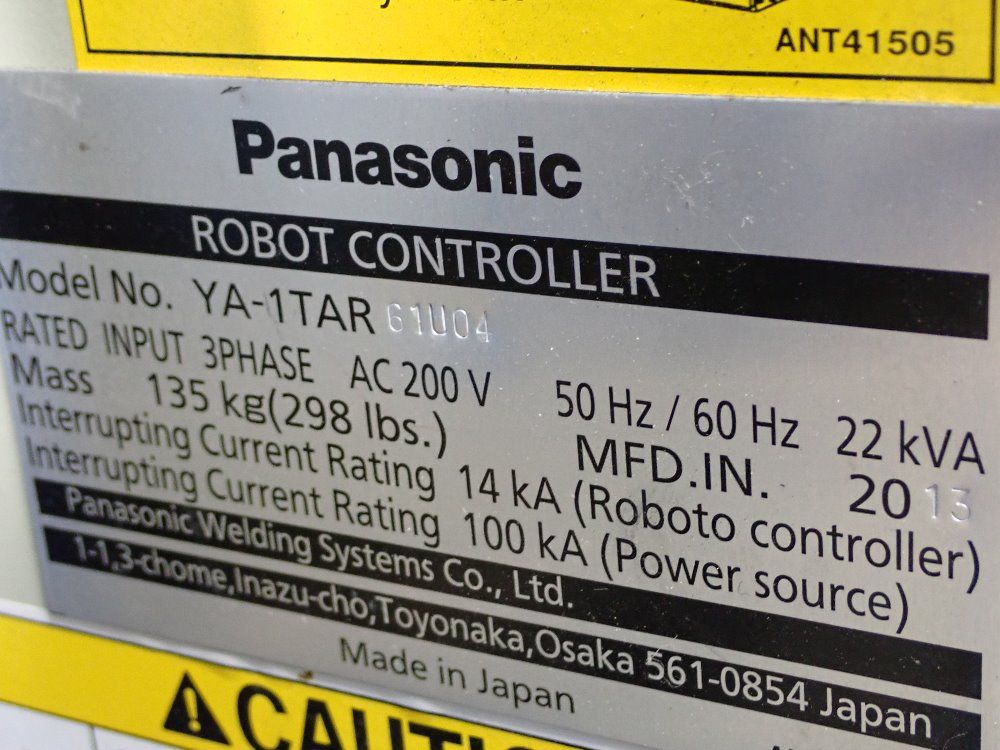 ANT41505
Panasonic
ROBOT CONTROLLER
Model No. YA-1TAR 61U04
RATED INPUT 3PHASE AC 200 V 50 Hz / 60 Hz 22 kVA
Mass 135 kg(298 lbs.) MFD.IN. 2013
Interrupting Current Rating 14 kA (Roboto controller)
Interrupting Current Rating 100 kA (Power source)
Panasonic Welding Systems Co., Ltd.
1-1,3-chome,Inazu-cho,Toyonaka,Osaka 561-0854 Japan
Made in Japan